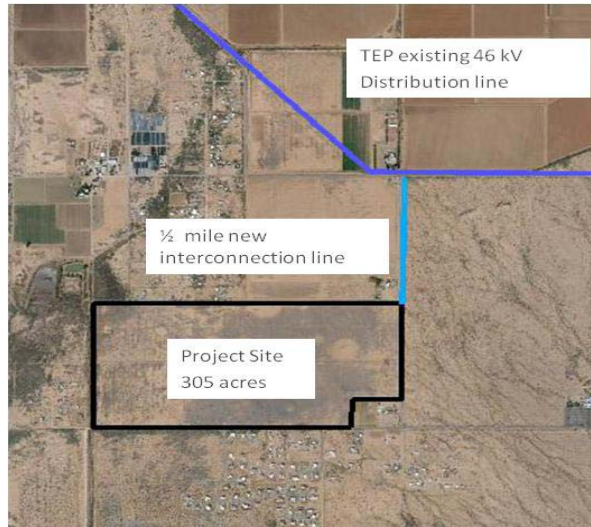 TEP existing 46 kV
Distribution line
½ mile new
interconnection line
Project Site
305 acres